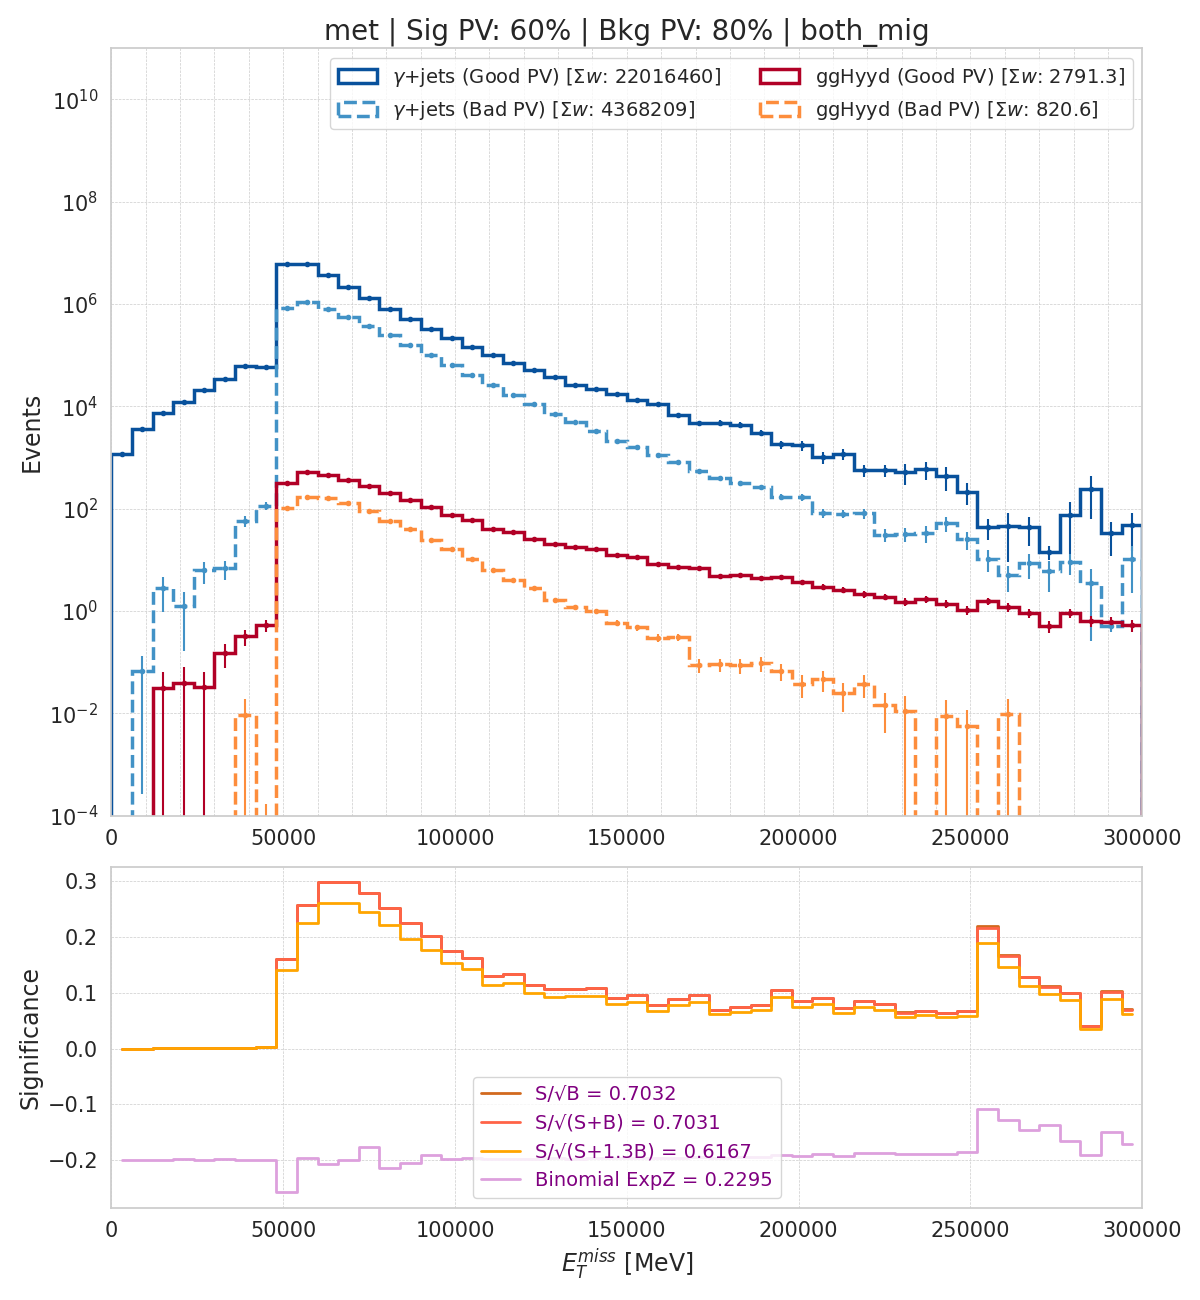 met | Sig PV: 60% | Bkg PV: 80% | both_mig
γ+jets (Good PV) [Σw: 22016460]
γ+jets (Bad PV) [Σw: 4368209]
ggHyyd (Good PV) [Σw: 2791.3]
ggHyyd (Bad PV) [Σw: 820.6]
Events
10^10
10^8
10^6
10^4
10^2
10^0
10^−2
10^−4
0 50000 100000 150000 200000 250000 300000
Significance
0.3
0.2
0.1
0.0
−0.1
−0.2
S/√B = 0.7032
S/√(S+B) = 0.7031
S/√(S+1.3B) = 0.6167
Binomial ExpZ = 0.2295
0 50000 100000 150000 200000 250000 300000
E_T^miss [MeV]